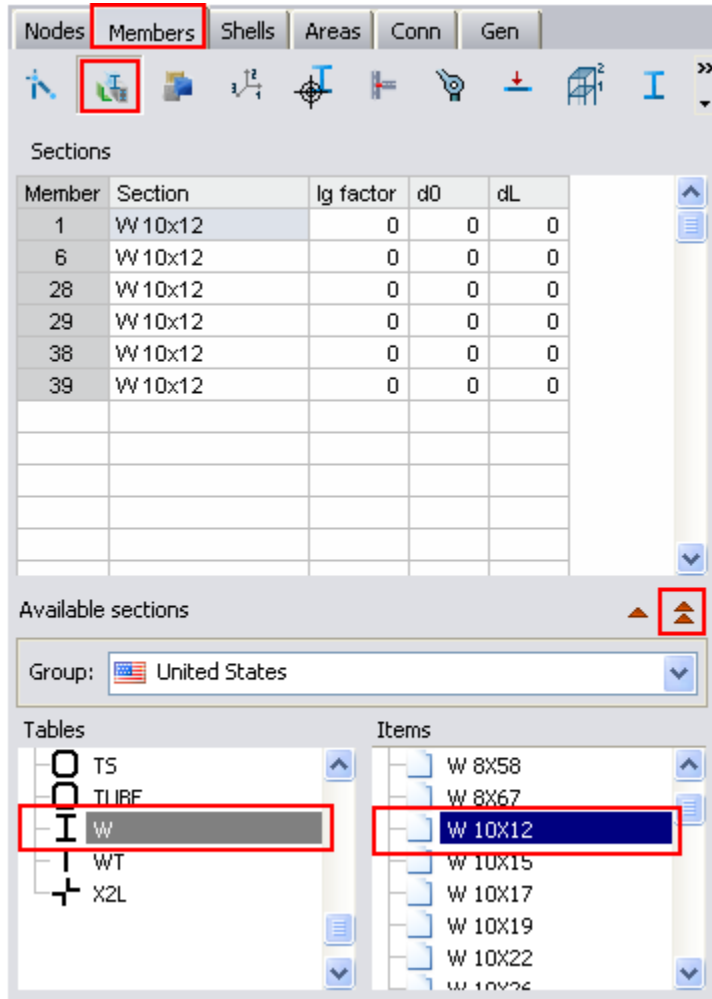 Nodes Members Shells Areas Conn Gen
Sections
Member Section Ig factor d0 dL
1 W 10x12 0 0 0
6 W 10x12 0 0 0
28 W 10x12 0 0 0
29 W 10x12 0 0 0
38 W 10x12 0 0 0
39 W 10x12 0 0 0
Available sections
Group: United States
Tables Items
TS W 8X58
TUBE W 8X67
W W 10X12
WT W 10X15
X2L W 10X17
W 10X19
W 10X22
W 10X26